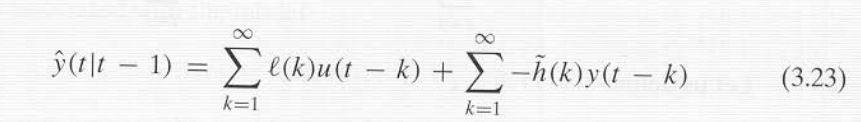 ŷ(t|t − 1) = ∑_{k=1}^{∞} ℓ(k)u(t − k) + ∑_{k=1}^{∞} −h̃(k)y(t − k) (3.23)